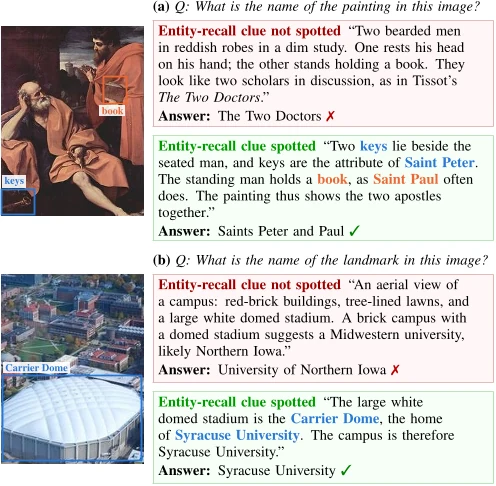 (a) Q: What is the name of the painting in this image?
Entity-recall clue not spotted “Two bearded men
in reddish robes in a dim study. One rests his head
on his hand; the other stands holding a book. They
look like two scholars in discussion, as in Tissot’s
The Two Doctors.”
Answer: The Two Doctors ✗
book
keys
Entity-recall clue spotted “Two keys lie beside the
seated man, and keys are the attribute of Saint Peter.
The standing man holds a book, as Saint Paul often
does. The painting thus shows the two apostles
together.”
Answer: Saints Peter and Paul ✓
(b) Q: What is the name of the landmark in this image?
Entity-recall clue not spotted “An aerial view of
a campus: red-brick buildings, tree-lined lawns, and
a large white domed stadium. A brick campus with
a domed stadium suggests a Midwestern university,
likely Northern Iowa.”
Answer: University of Northern Iowa ✗
Carrier Dome
Entity-recall clue spotted “The large white
domed stadium is the Carrier Dome, the home
of Syracuse University. The campus is therefore
Syracuse University.”
Answer: Syracuse University ✓